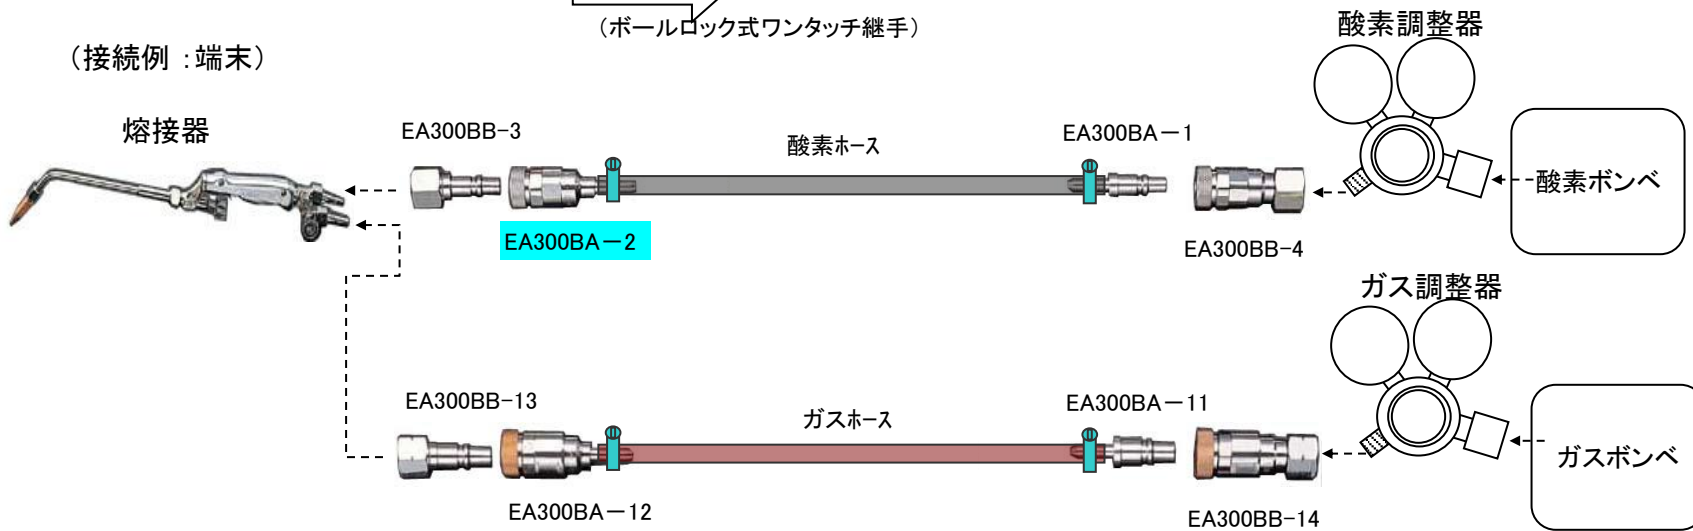 （ボールロック式ワンタッチ継手）
酸素調整器
（接続例：端末）
熔接器
EA300BB-3
酸素ホース
EA300BA－1
酸素ボンベ
EA300BA－2
EA300BB-4
ガス調整器
EA300BB-13
ガスホース
EA300BA－11
ガスボンベ
EA300BA－12
EA300BB-14